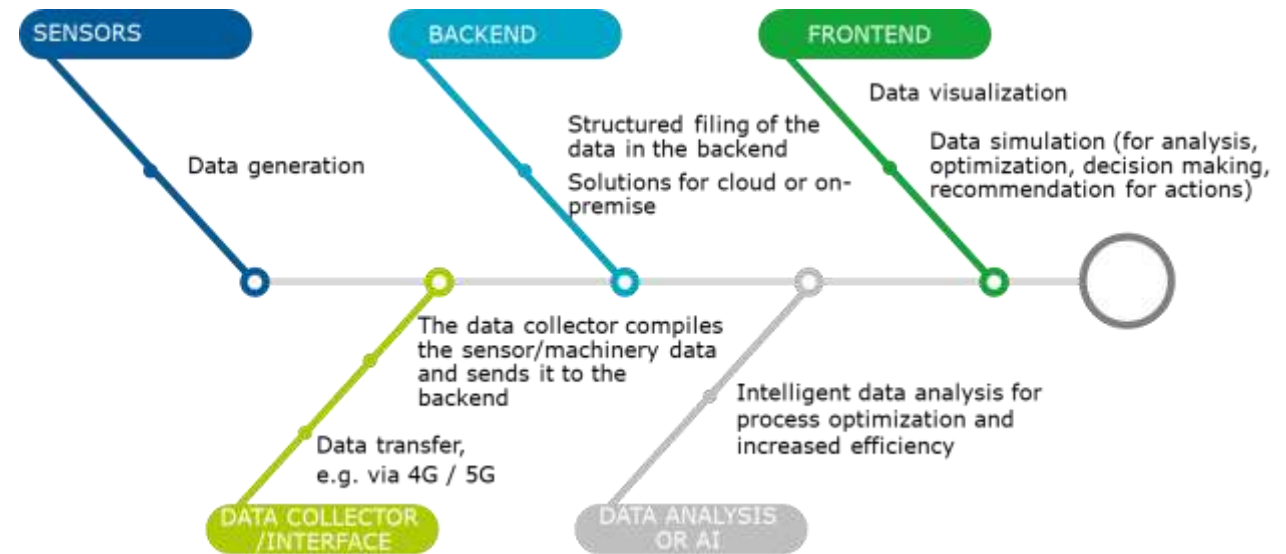 SENSORS
BACKEND
FRONTEND
Data generation
Structured filing of the
data in the backend
Solutions for cloud or on-
premise
Data visualization
Data simulation (for analysis,
optimization, decision making,
recommendation for actions)
The data collector compiles
the sensor/machinery data
and sends it to the
backend
Data transfer,
e.g. via 4G / 5G
DATA COLLECTOR
/INTERFACE
Intelligent data analysis for
process optimization and
increased efficiency
DATA ANALYSIS
OR AI